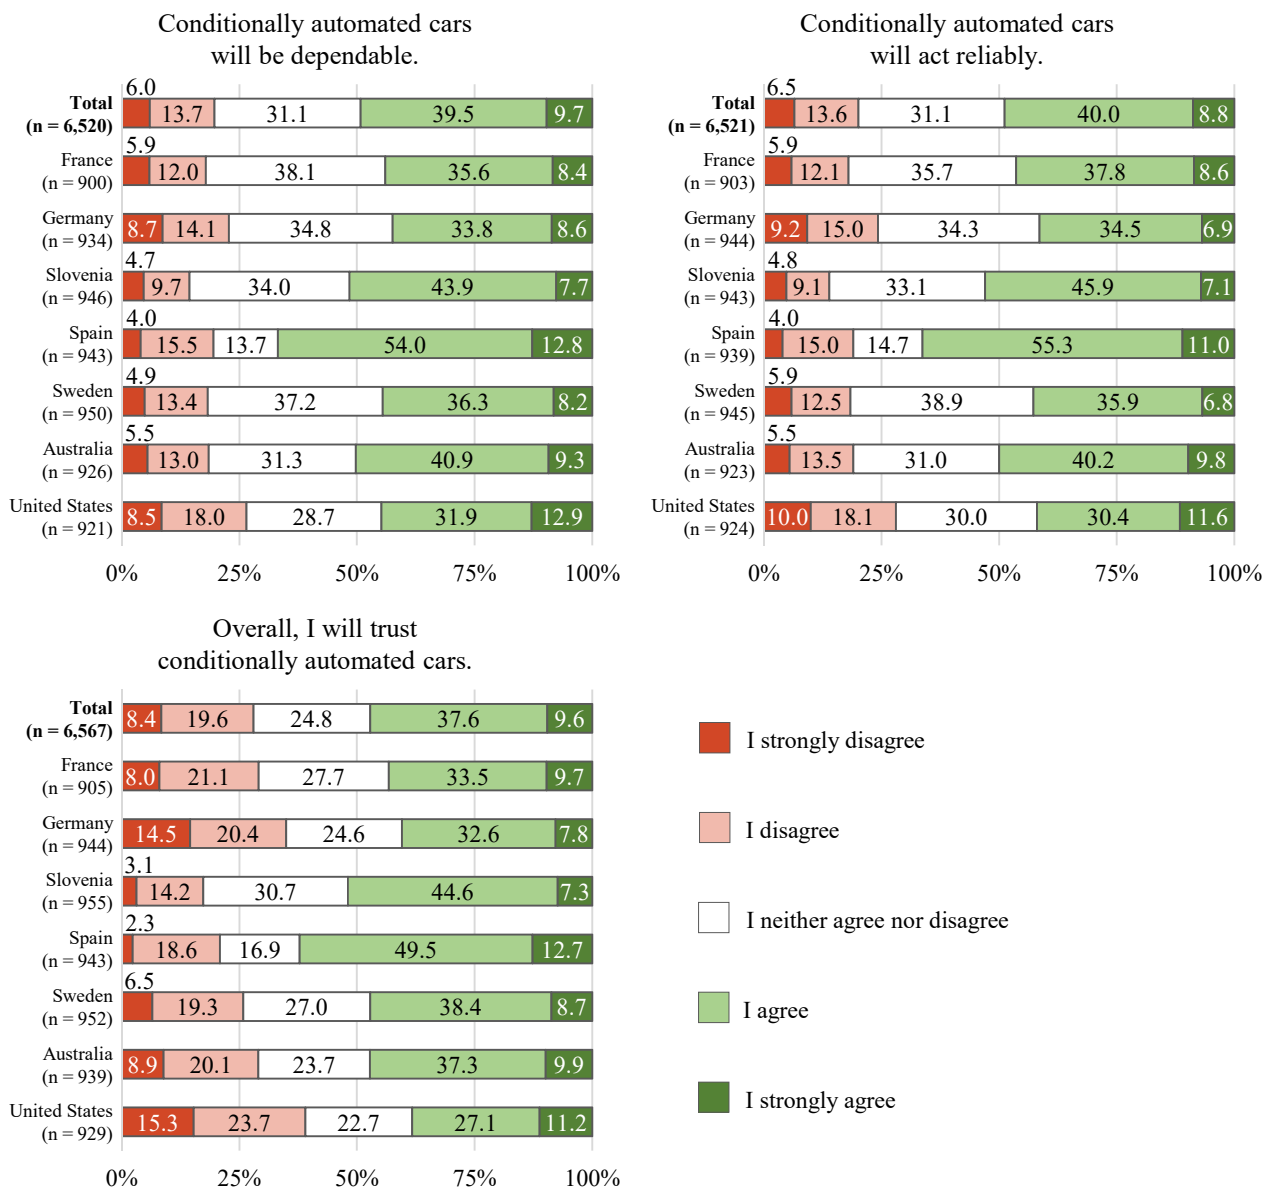 Conditionally automated cars
will be dependable.
6.0
Total
(n = 6,520)
13.7 31.1 39.5 9.7
5.9
France
(n = 900)
12.0 38.1 35.6 8.4
Germany
(n = 934)
8.7 14.1 34.8 33.8 8.6
4.7
Slovenia
(n = 946)
9.7 34.0 43.9 7.7
4.0
Spain
(n = 943)
15.5 13.7 54.0 12.8
4.9
Sweden
(n = 950)
13.4 37.2 36.3 8.2
5.5
Australia
(n = 926)
13.0 31.3 40.9 9.3
United States
(n = 921)
8.5 18.0 28.7 31.9 12.9
0% 25% 50% 75% 100%
Conditionally automated cars
will act reliably.
6.5
Total
(n = 6,521)
13.6 31.1 40.0 8.8
5.9
France
(n = 903)
12.1 35.7 37.8 8.6
Germany
(n = 944)
9.2 15.0 34.3 34.5 6.9
4.8
Slovenia
(n = 943)
9.1 33.1 45.9 7.1
4.0
Spain
(n = 939)
15.0 14.7 55.3 11.0
5.9
Sweden
(n = 945)
12.5 38.9 35.9 6.8
5.5
Australia
(n = 923)
13.5 31.0 40.2 9.8
United States
(n = 924)
10.0 18.1 30.0 30.4 11.6
0% 25% 50% 75% 100%
Overall, I will trust
conditionally automated cars.
Total
(n = 6,567)
8.4 19.6 24.8 37.6 9.6
France
(n = 905)
8.0 21.1 27.7 33.5 9.7
Germany
(n = 944)
14.5 20.4 24.6 32.6 7.8
3.1
Slovenia
(n = 955)
14.2 30.7 44.6 7.3
2.3
Spain
(n = 943)
18.6 16.9 49.5 12.7
6.5
Sweden
(n = 952)
19.3 27.0 38.4 8.7
Australia
(n = 939)
8.9 20.1 23.7 37.3 9.9
United States
(n = 929)
15.3 23.7 22.7 27.1 11.2
0% 25% 50% 75% 100%
I strongly disagree
I disagree
I neither agree nor disagree
I agree
I strongly agree